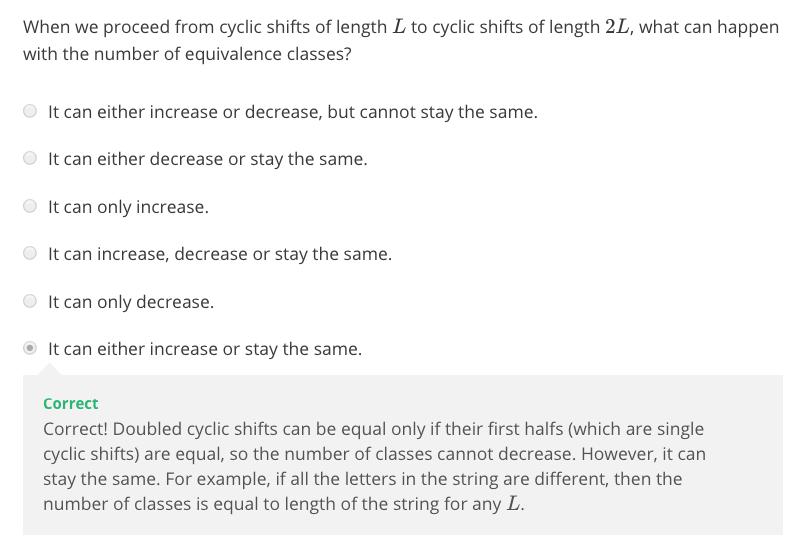 When we proceed from cyclic shifts of length L to cyclic shifts of length 2L, what can happen
with the number of equivalence classes?
It can either increase or decrease, but cannot stay the same.
It can either decrease or stay the same.
It can only increase.
It can increase, decrease or stay the same.
It can only decrease.
It can either increase or stay the same.
Correct
Correct! Doubled cyclic shifts can be equal only if their first halfs (which are single
cyclic shifts) are equal, so the number of classes cannot decrease. However, it can
stay the same. For example, if all the letters in the string are different, then the
number of classes is equal to length of the string for any L.